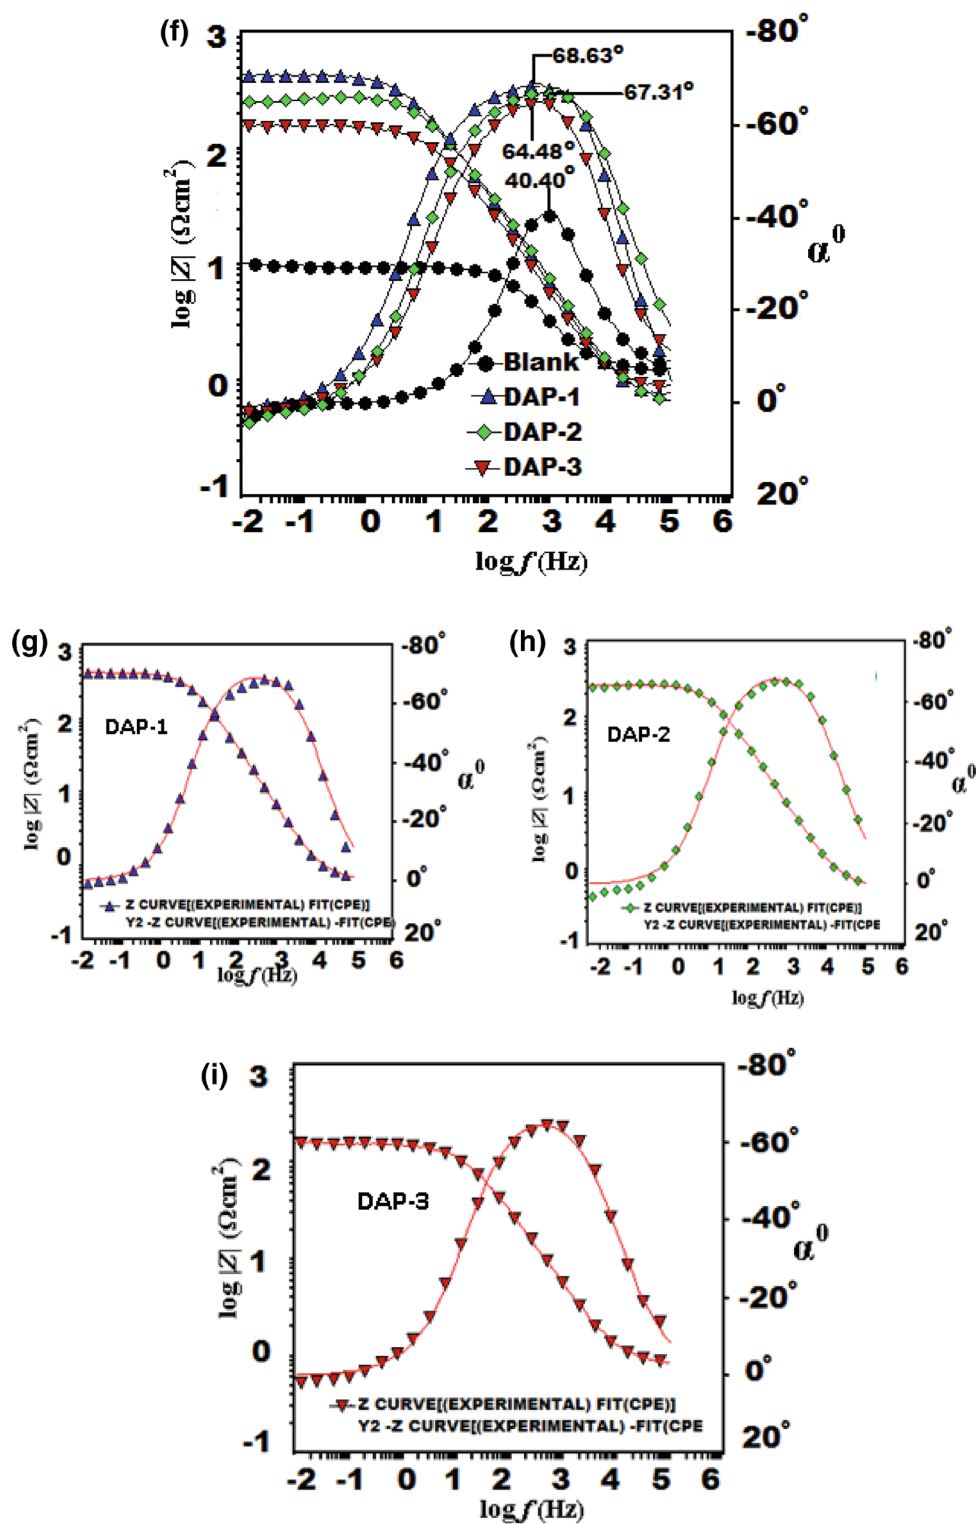 (f)
3
2
1
0
-1
log |Z| (Ωcm²)
-80°
-60°
-40°
-20°
0°
20°
α⁰
68.63°
67.31°
64.48°
40.40°
Blank
DAP-1
DAP-2
DAP-3
-2 -1 0 1 2 3 4 5 6
log f (Hz)
(g)
3
2
1
0
-1
log |Z| (Ωcm²)
-80°
-60°
-40°
-20°
0°
20°
α⁰
DAP-1
Z CURVE[(EXPERIMENTAL) FIT(CPE)]
Y2 -Z CURVE[(EXPERIMENTAL) -FIT(CPE)
-2 -1 0 1 2 3 4 5 6
log f (Hz)
(h)
3
2
1
0
-1
log |Z| (Ωcm²)
-80°
-60°
-40°
-20°
0°
20°
α⁰
DAP-2
Z CURVE[(EXPERIMENTAL) FIT(CPE)]
Y2 -Z CURVE[(EXPERIMENTAL) -FIT(CPE
-2 -1 0 1 2 3 4 5 6
log f (Hz)
(i)
3
2
1
0
-1
log |Z| (Ωcm²)
-80°
-60°
-40°
-20°
0°
20°
α⁰
DAP-3
Z CURVE[(EXPERIMENTAL) FIT(CPE)]
Y2 -Z CURVE[(EXPERIMENTAL) -FIT(CPE
-2 -1 0 1 2 3 4 5 6
log f (Hz)